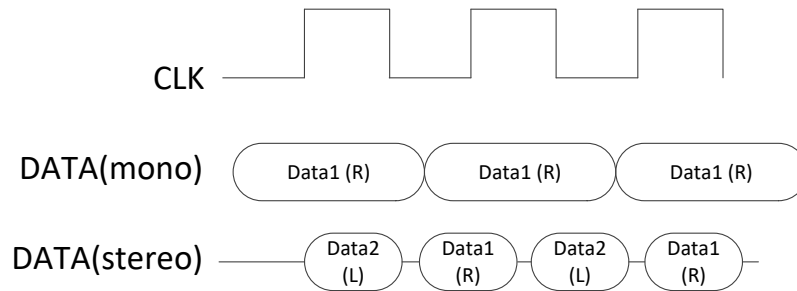 CLK
DATA(mono)
Data1 (R)
Data1 (R)
Data1 (R)
DATA(stereo)
Data2
(L)
Data1
(R)
Data2
(L)
Data1
(R)